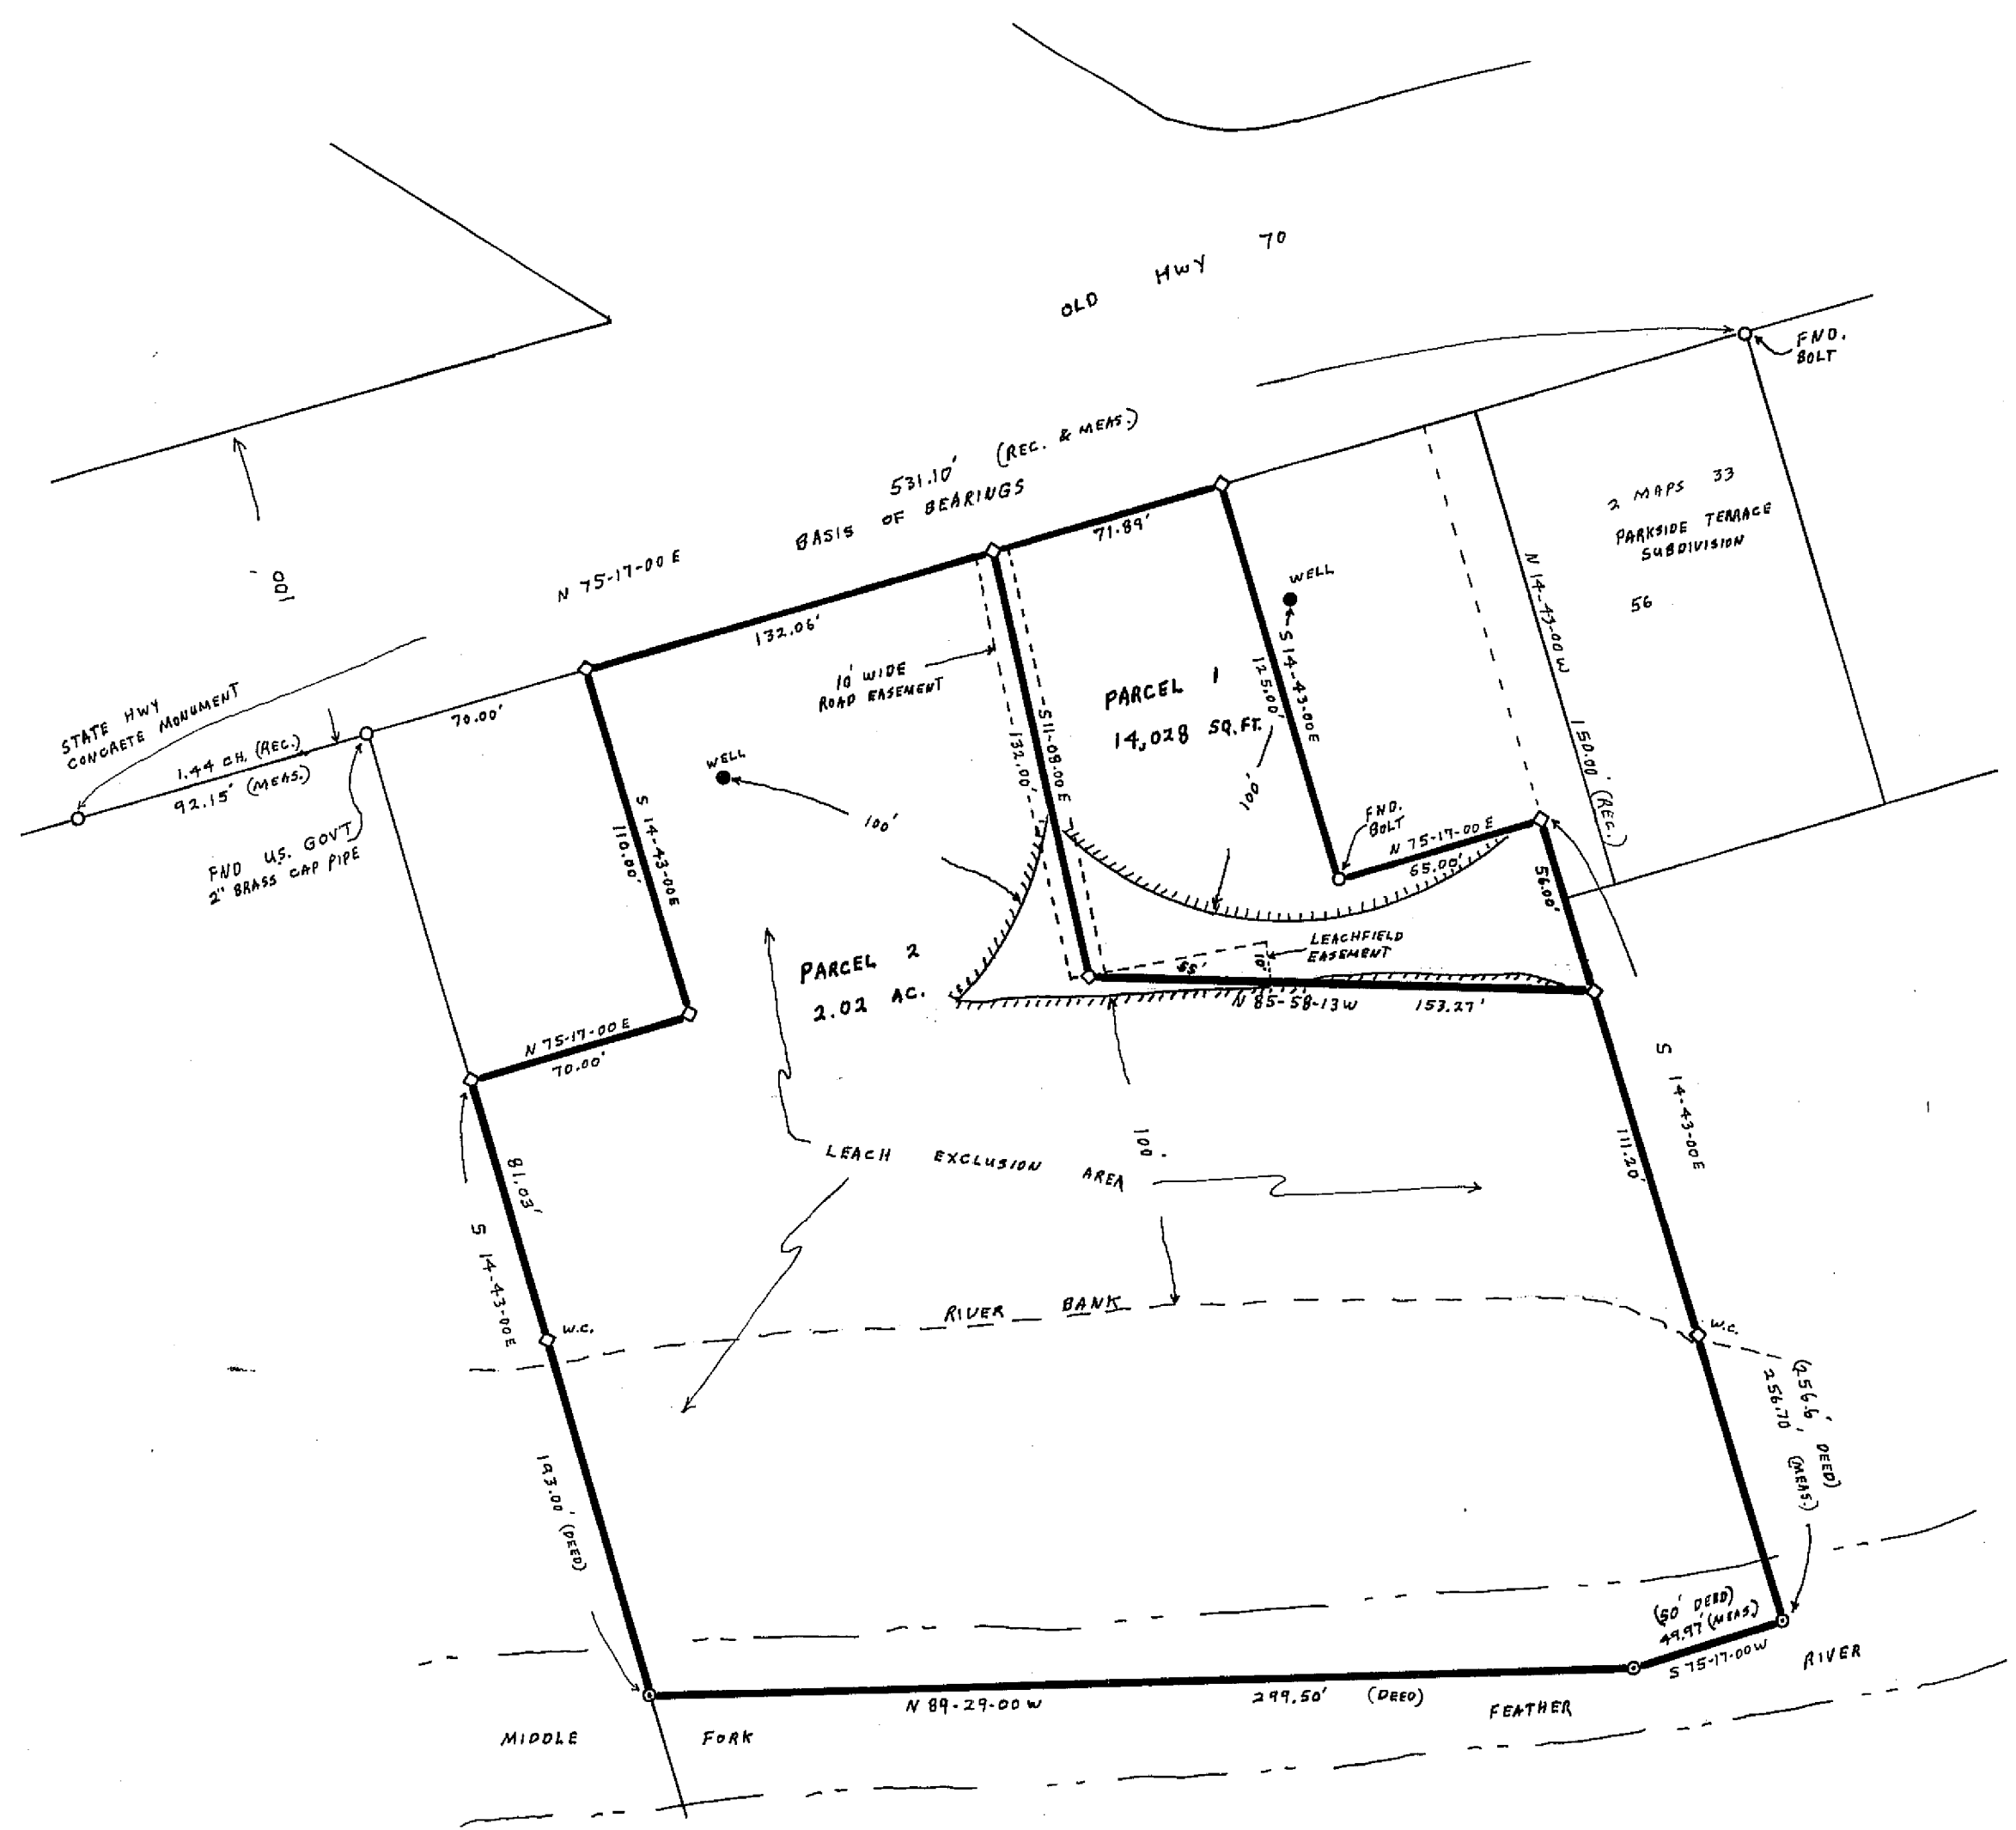 OLD HWY 70
FND.
BOLT
531.10' (REC. & MEAS.)
BASIS OF BEARINGS
N 75-17-00 E
100'
2 MAPS 33
PARKSIDE TERRACE
SUBDIVISION
56
N 14-43-00 W
150.00' (REC.)
71.89'
132.06'
WELL
S 14-43-00E
125.00'
10' WIDE
ROAD EASEMENT
PARCEL 1
14,028 SQ.FT.
100'
S 11-08-00 E
132.00'
STATE HWY
CONCRETE MONUMENT
1.44 CH. (REC.)
92.15' (MEAS.)
70.00'
FND U.S. GOV'T
2" BRASS CAP PIPE
WELL
100'
S 14-43-00E
110.00'
FND.
BOLT
N 75-17-00 E
65.00'
56.00'
LEACHFIELD
EASEMENT
55'
10'
PARCEL 2
2.02 AC.
N 85-58-13 W 153.27'
N 75-17-00 E
70.00'
S 14-43-00E
111.20'
100'
LEACH EXCLUSION AREA
81.03'
S 14-43-00E
W.C.
RIVER BANK
W.C.
(256.6' DEED)
256.70' (MEAS.)
193.00' (DEED)
(50' DEED)
49.97' (MEAS)
S 75-17-00 W
N 89-29-00 W 299.50' (DEED)
MIDDLE FORK FEATHER RIVER